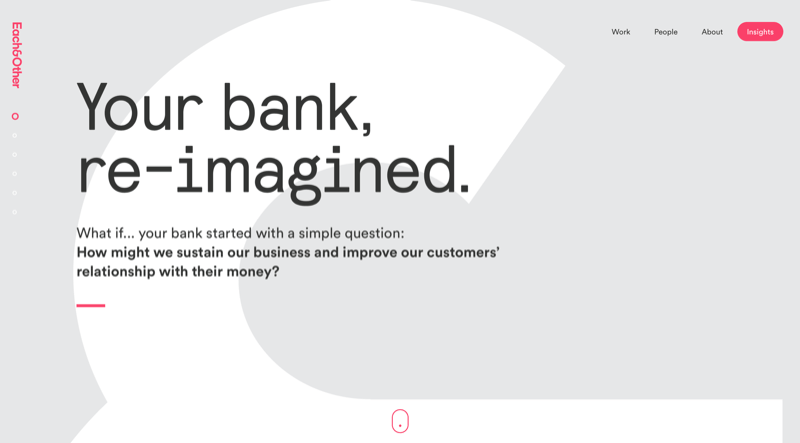 Each&Other
Work People About Insights
Your bank,
re-imagined.
What if... your bank started with a simple question:
How might we sustain our business and improve our customers’
relationship with their money?